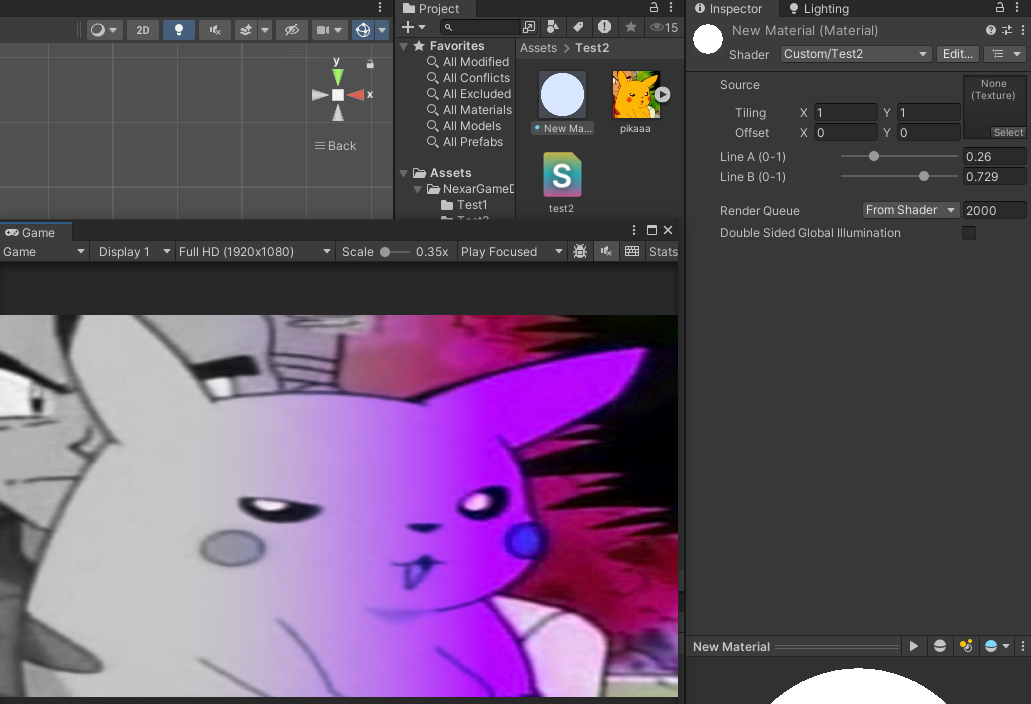 Project
Inspector
Lighting
2D
15
New Material (Material)
Shader
Custom/Test2
Edit...
Favorites
All Modified
All Conflicts
All Excluded
All Materials
All Models
All Prefabs
Assets
NexarGameD
Test1
Assets > Test2
New Ma...
pikaaa
S
test2
y
x
Back
Source
None
(Texture)
Tiling X 1 Y 1
Offset X 0 Y 0
Select
Line A (0-1) 0.26
Line B (0-1) 0.729
Render Queue From Shader 2000
Double Sided Global Illumination
Game
Game Display 1 Full HD (1920x1080) Scale 0.35x Play Focused Stats
New Material